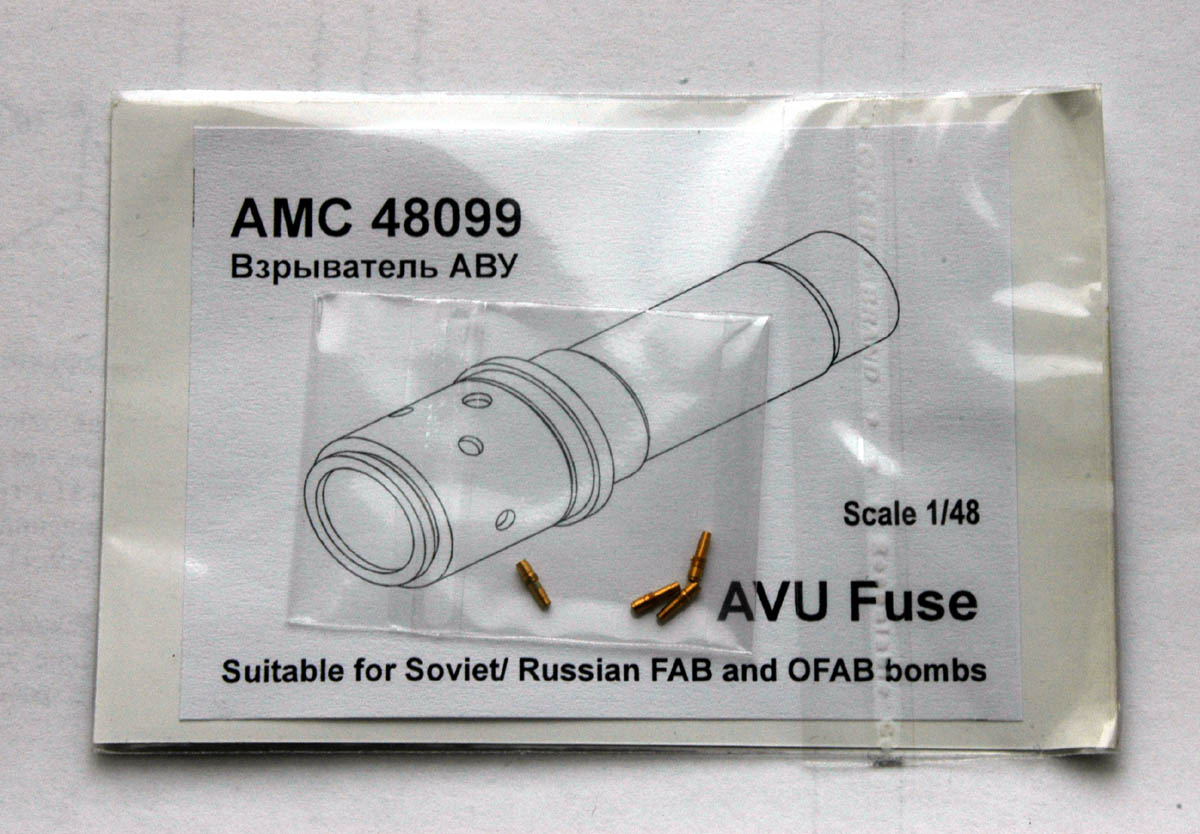 AMC 48099
Взрыватель АВУ
Scale 1/48
AVU Fuse
Suitable for Soviet/ Russian FAB and OFAB bombs